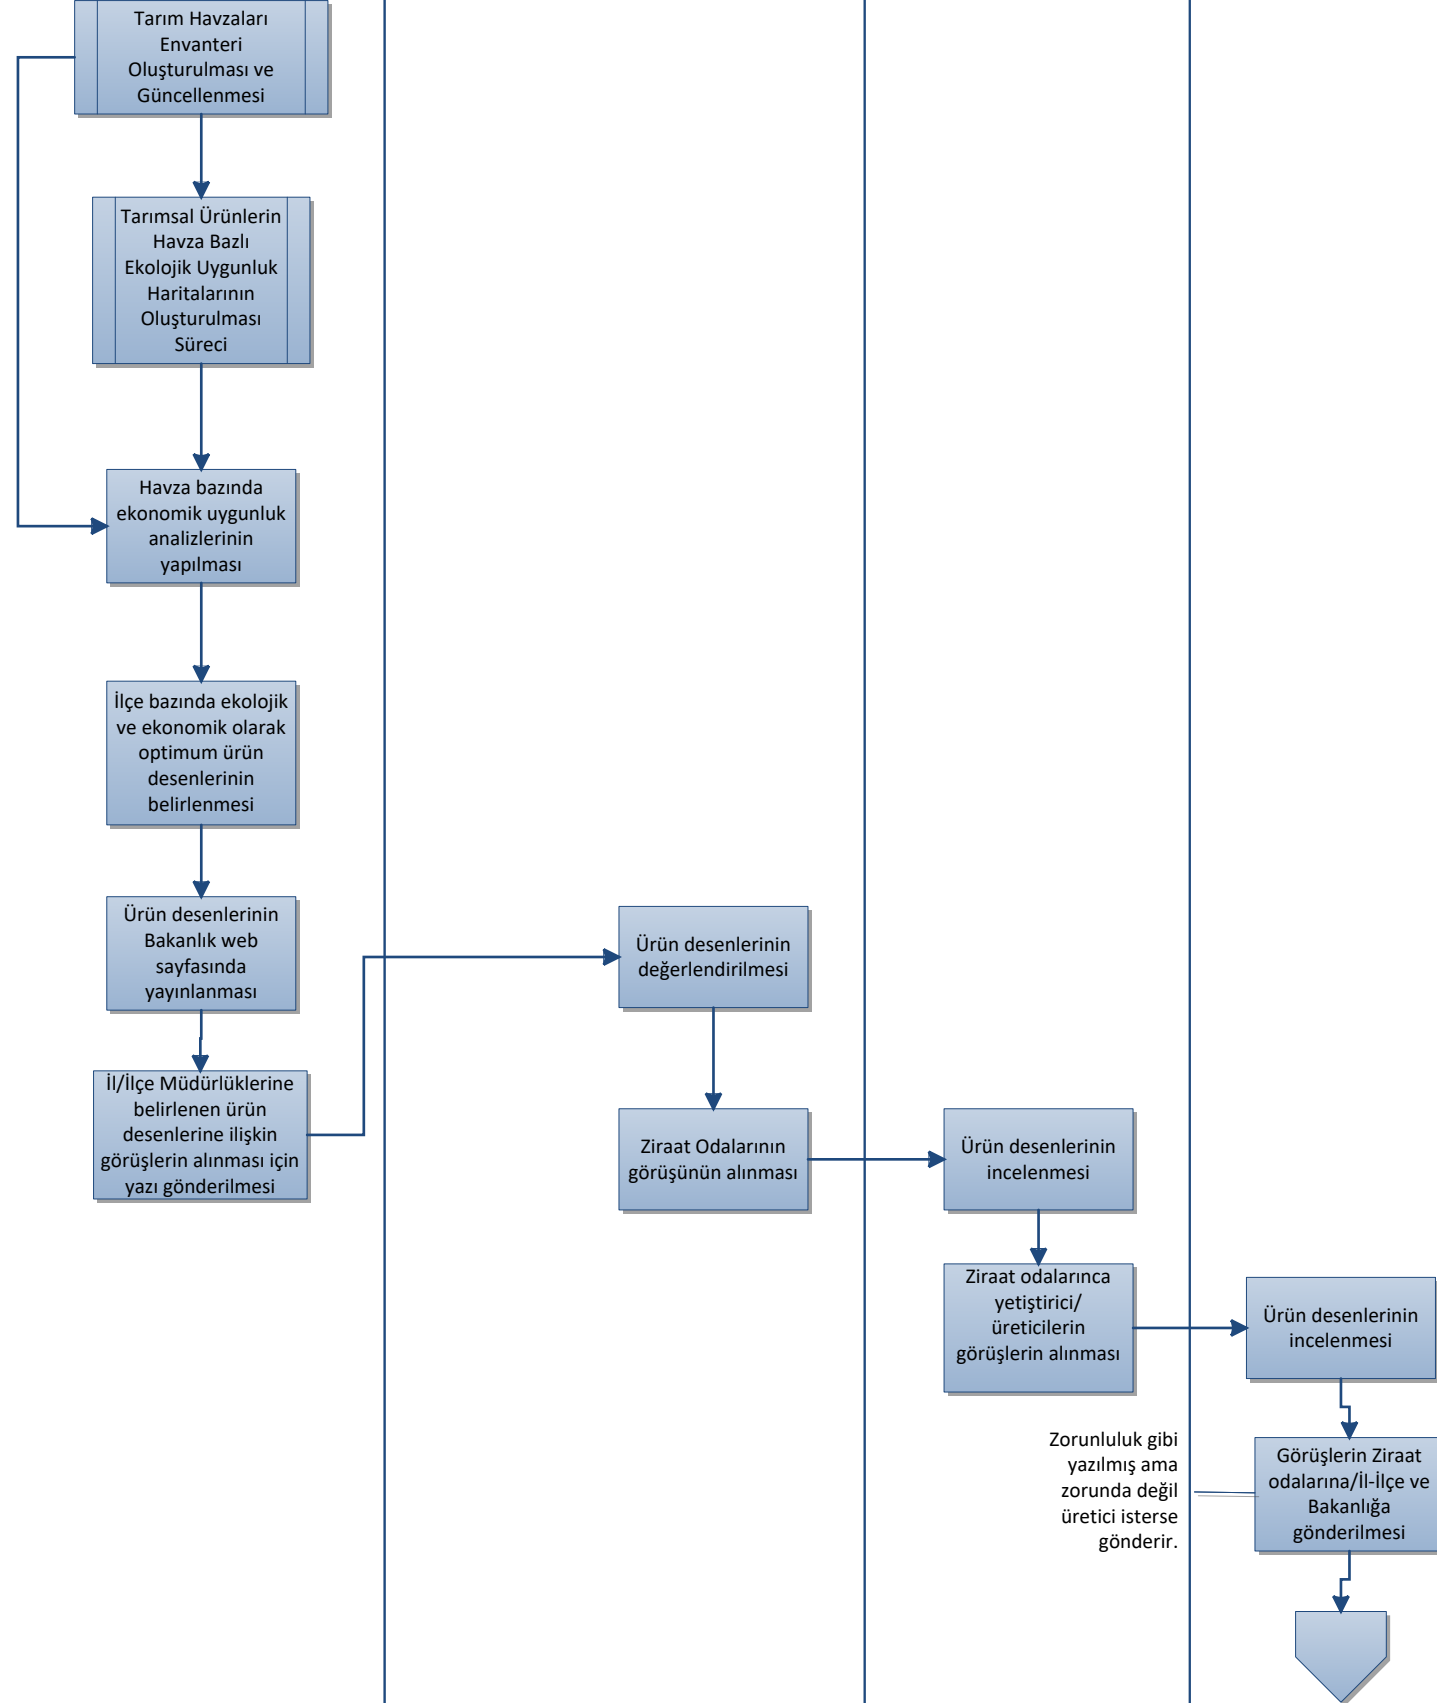 Tarım Havzaları
Envanteri
Oluşturulması ve
Güncellenmesi
Tarımsal Ürünlerin
Havza Bazlı
Ekolojik Uygunluk
Haritalarının
Oluşturulması
Süreci
Havza bazında
ekonomik uygunluk
analizlerinin
yapılması
İlçe bazında ekolojik
ve ekonomik olarak
optimum ürün
desenlerinin
belirlenmesi
Ürün desenlerinin
Bakanlık web
sayfasında
yayınlanması
İl/İlçe Müdürlüklerine
belirlenen ürün
desenlerine ilişkin
görüşlerin alınması için
yazı gönderilmesi
Ürün desenlerinin
değerlendirilmesi
Ziraat Odalarının
görüşünün alınması
Ürün desenlerinin
incelenmesi
Ziraat odalarınca
yetiştirici/
üreticilerin
görüşlerin alınması
Ürün desenlerinin
incelenmesi
Zorunluluk gibi
yazılmış ama
zorunda değil
üretici isterse
gönderir.
Görüşlerin Ziraat
odalarına/İl-İlçe ve
Bakanlığa
gönderilmesi